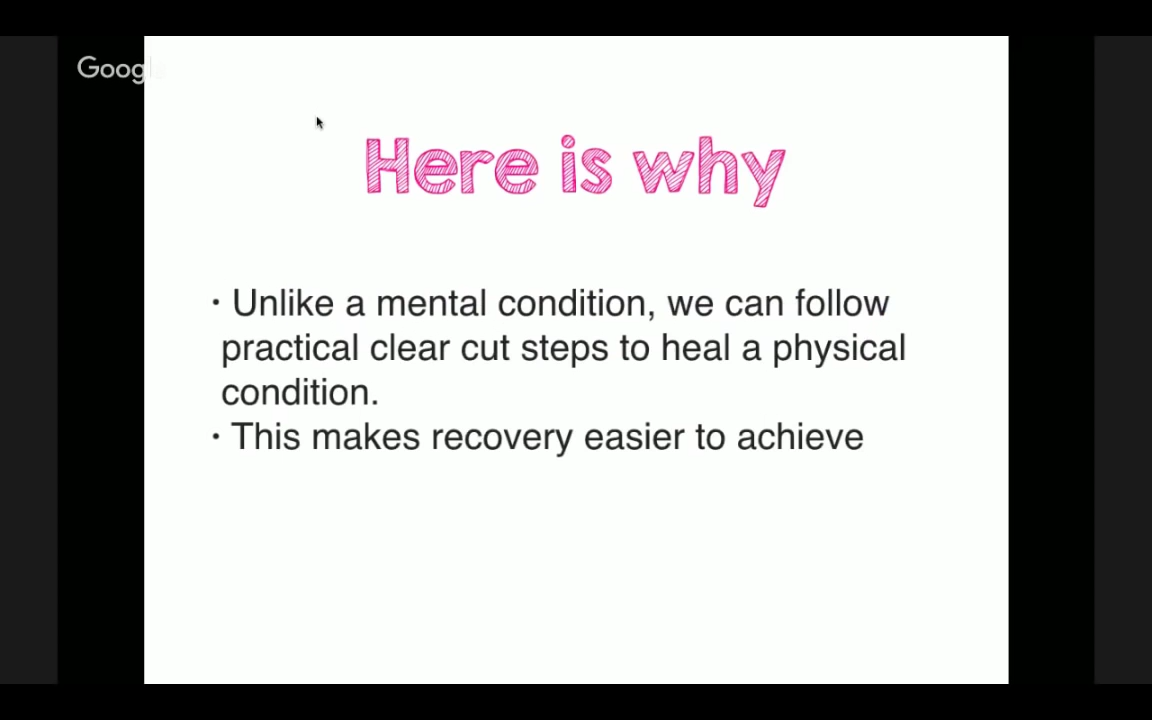 Google
Here is why
· Unlike a mental condition, we can follow
practical clear cut steps to heal a physical
condition.
· This makes recovery easier to achieve